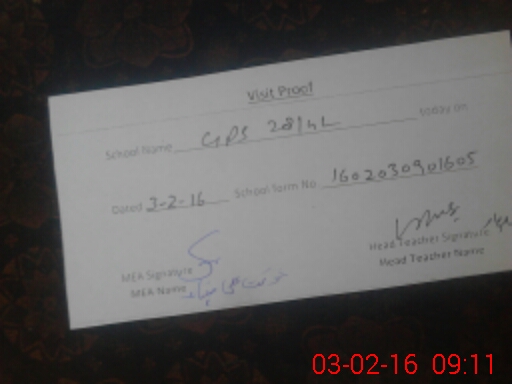 Visit Proof
School Name GPS 28/4L today on
Dated 3-2-16 School Form No 1602030901605
MEA Signature Head Teacher Signature
MEA Name Head Teacher Name
03-02-16 09:11